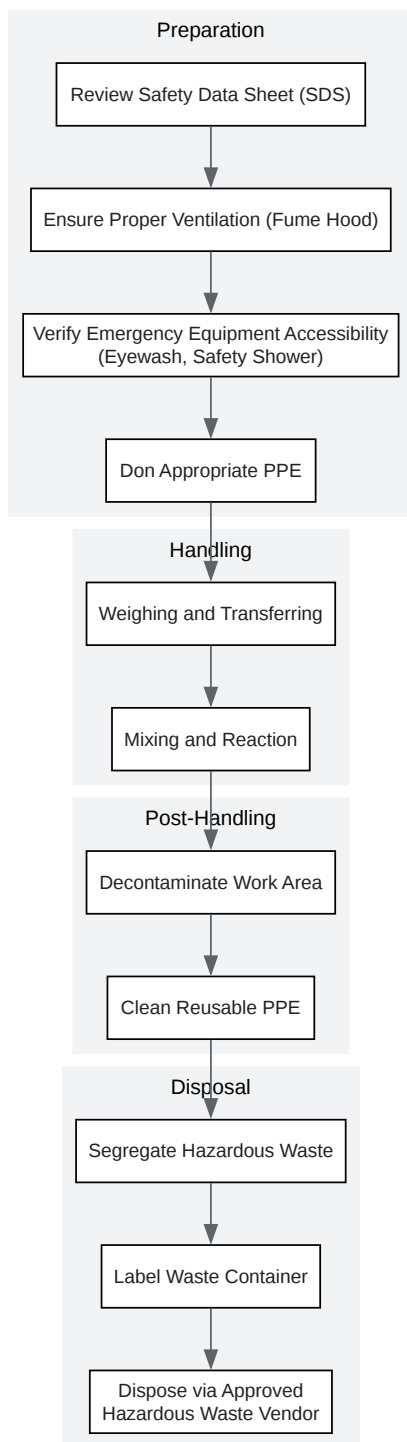 Preparation
Review Safety Data Sheet (SDS)
Ensure Proper Ventilation (Fume Hood)
Verify Emergency Equipment Accessibility
(Eyewash, Safety Shower)
Don Appropriate PPE
Handling
Weighing and Transferring
Mixing and Reaction
Post-Handling
Decontaminate Work Area
Clean Reusable PPE
Disposal
Segregate Hazardous Waste
Label Waste Container
Dispose via Approved
Hazardous Waste Vendor